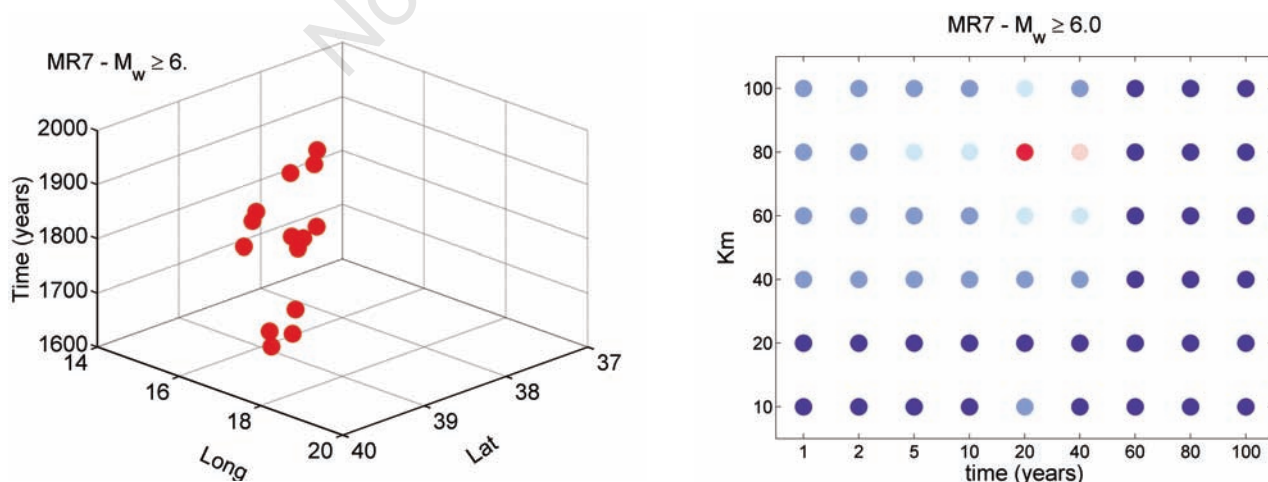 No
MR7 - Mw ≥ 6.
Time (years)
2000
1900
1800
1700
1600
14
16
18
20
Long
40
39
38
37
Lat
MR7 - Mw ≥ 6.0
Km
100
80
60
40
20
10
1 2 5 10 20 40 60 80 100
time (years)